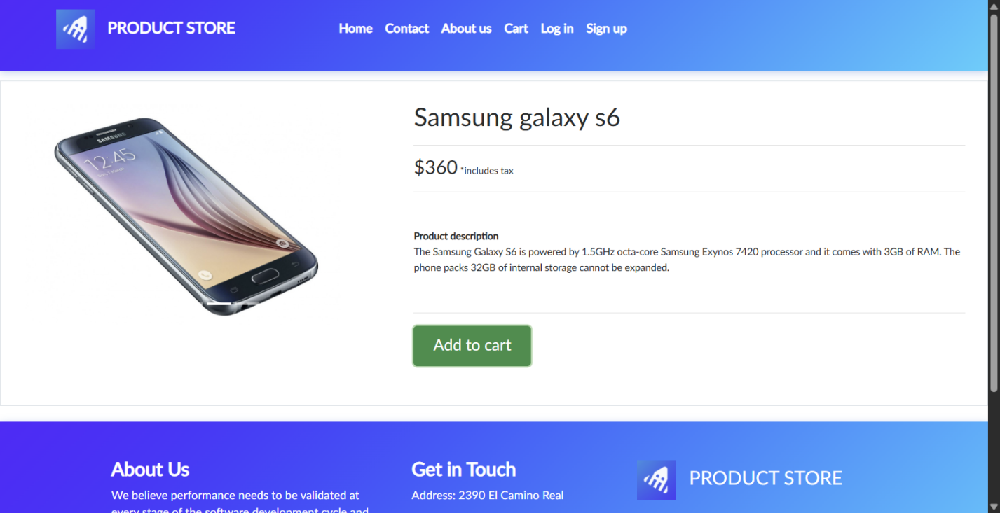 PRODUCT STORE
Home Contact About us Cart Log in Sign up
SAMSUNG
12:45
Samsung galaxy s6
$360 *includes tax
Product description
The Samsung Galaxy S6 is powered by 1.5GHz octa-core Samsung Exynos 7420 processor and it comes with 3GB of RAM. The
phone packs 32GB of internal storage cannot be expanded.
Add to cart
About Us
We believe performance needs to be validated at
every stage of the software development cycle and
Get in Touch
Address: 2390 El Camino Real
PRODUCT STORE